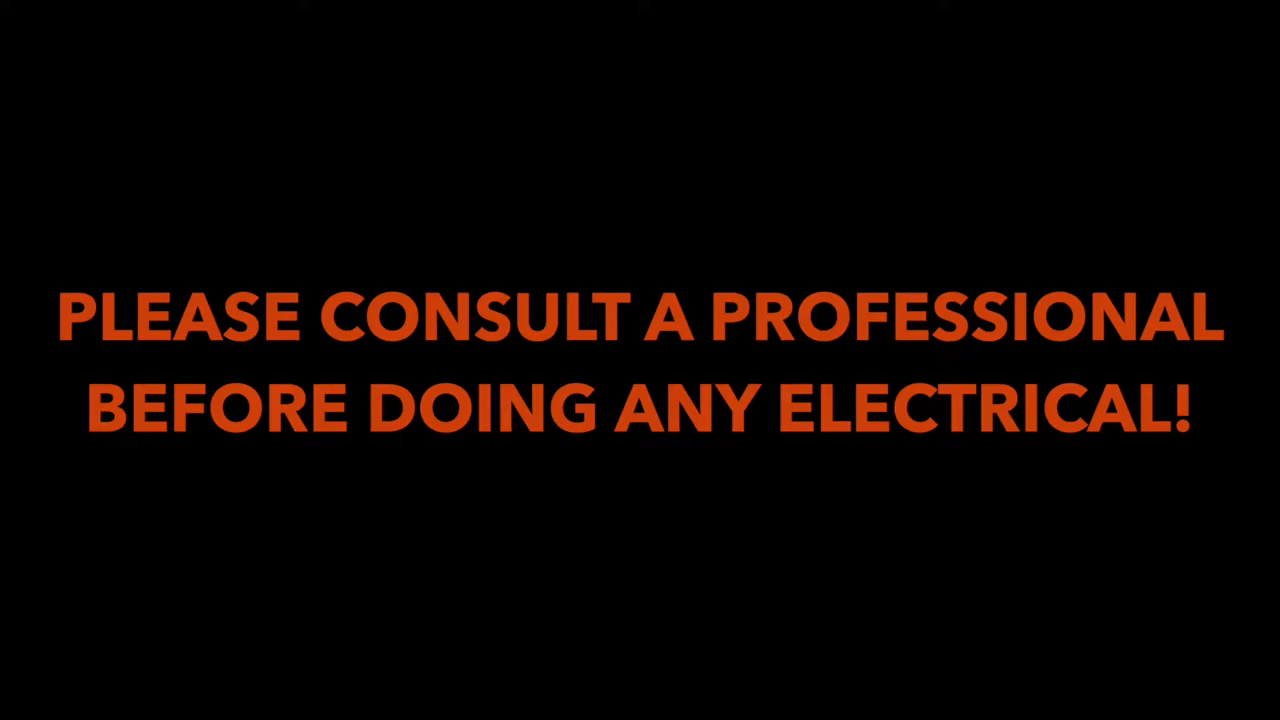 PLEASE CONSULT A PROFESSIONAL
BEFORE DOING ANY ELECTRICAL!